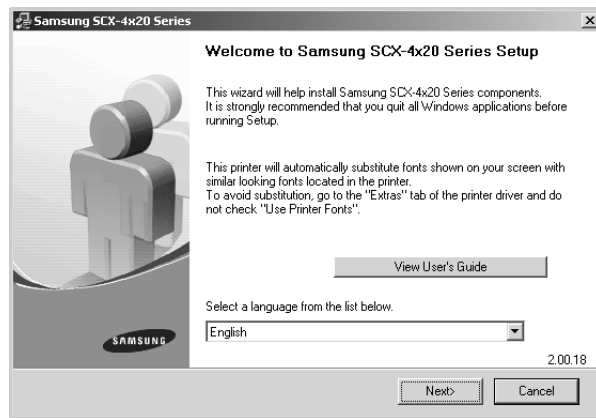 Samsung SCX-4x20 Series
Welcome to Samsung SCX-4x20 Series Setup
This wizard will help install Samsung SCX-4x20 Series components.
It is strongly recommended that you quit all Windows applications before
running Setup.
This printer will automatically substitute fonts shown on your screen with
similar looking fonts located in the printer.
To avoid substitution, go to the "Extras" tab of the printer driver and do
not check "Use Printer Fonts".
View User's Guide
Select a language from the list below.
English
SAMSUNG
2.00.18
Next>
Cancel